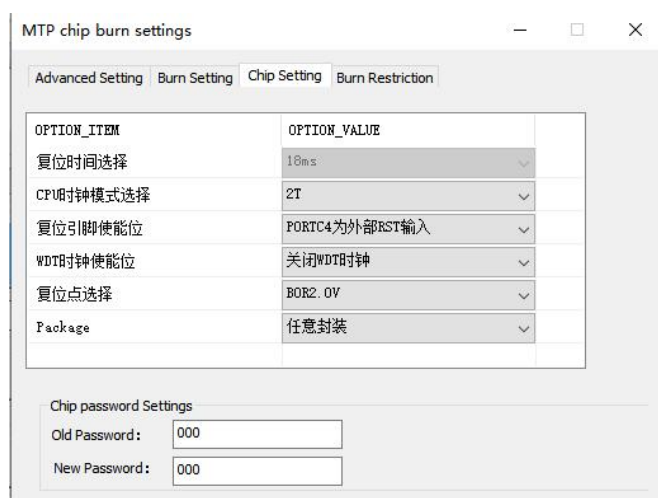 MTP chip burn settings
Advanced Setting Burn Setting Chip Setting Burn Restriction
OPTION_ITEM OPTION_VALUE
复位时间选择 18ms
CPU时钟模式选择 2T
复位引脚使能位 PORTC4为外部RST输入
WDT时钟使能位 关闭WDT时钟
复位点选择 BOR2.0V
Package 任意封装
Chip password Settings
Old Password: 000
New Password: 000